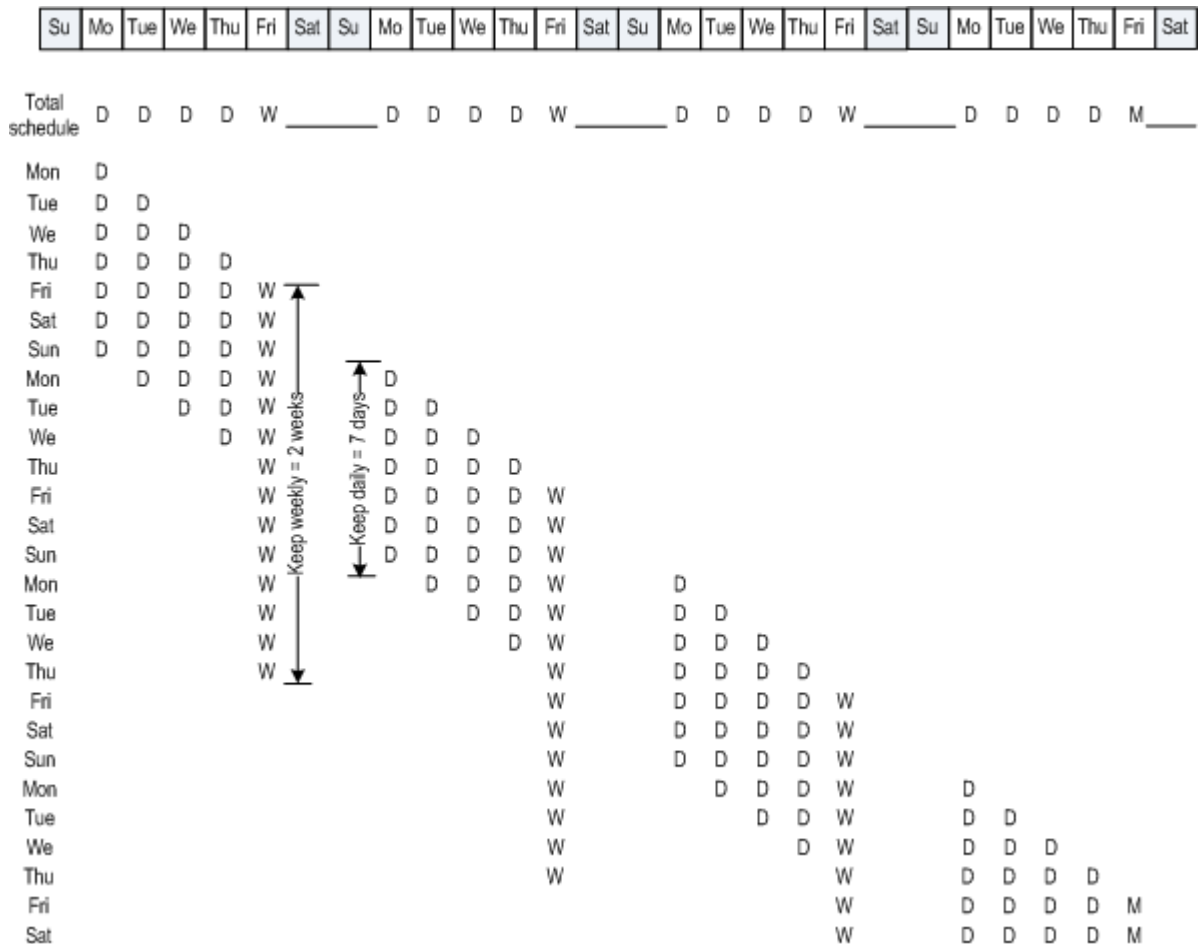 Su Mo Tue We Thu Fri Sat Su Mo Tue We Thu Fri Sat Su Mo Tue We Thu Fri Sat Su Mo Tue We Thu Fri Sat
Total
schedule D D D D W D D D D W D D D D W D D D D M
Mon D
Tue D D
We D D D
Thu D D D D
Fri D D D D W
Sat D D D D W
Sun D D D D W
Mon D D D W D
Tue D D W D D
We D W D D D
Thu W D D D D
Fri W D D D D W
Sat W D D D D W
Sun W D D D D W
Mon W D D D W D
Tue W D D W D D
We W D W D D D
Thu W W D D D D
Fri W D D D D W
Sat W D D D D W
Sun W D D D D W
Mon W D D D W D
Tue W D D W D D
We W D W D D D
Thu W W D D D D
Fri W D D D D M
Sat W D D D D M
Keep weekly = 2 weeks
Keep daily = 7 days